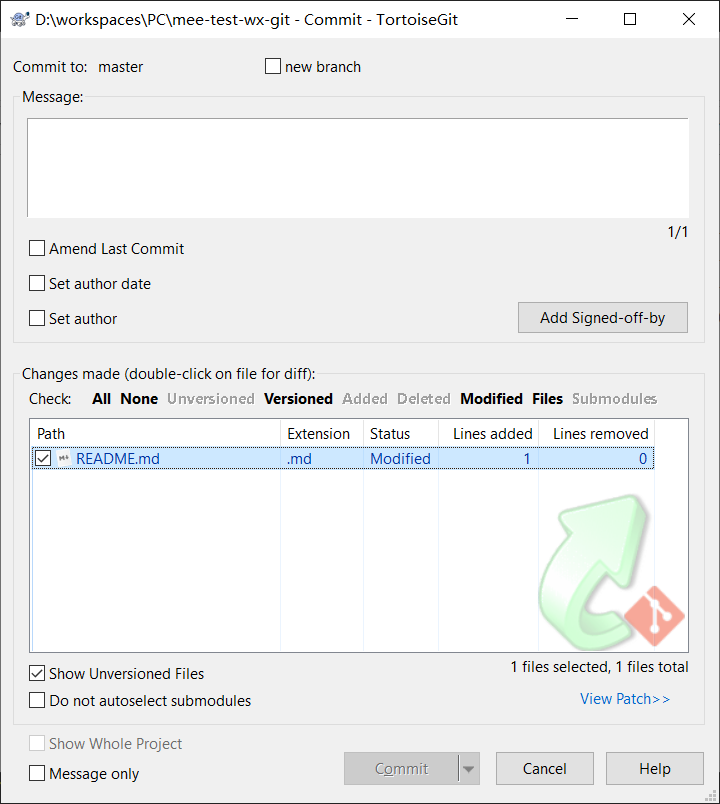 D:\workspaces\PC\mee-test-wx-git - Commit - TortoiseGit
Commit to: master new branch
Message:
1/1
Amend Last Commit
Set author date
Set author Add Signed-off-by
Changes made (double-click on file for diff):
Check: All None Unversioned Versioned Added Deleted Modified Files Submodules
Path Extension Status Lines added Lines removed
README.md .md Modified 1 0
Show Unversioned Files 1 files selected, 1 files total
Do not autoselect submodules View Patch>>
Show Whole Project
Message only Commit Cancel Help